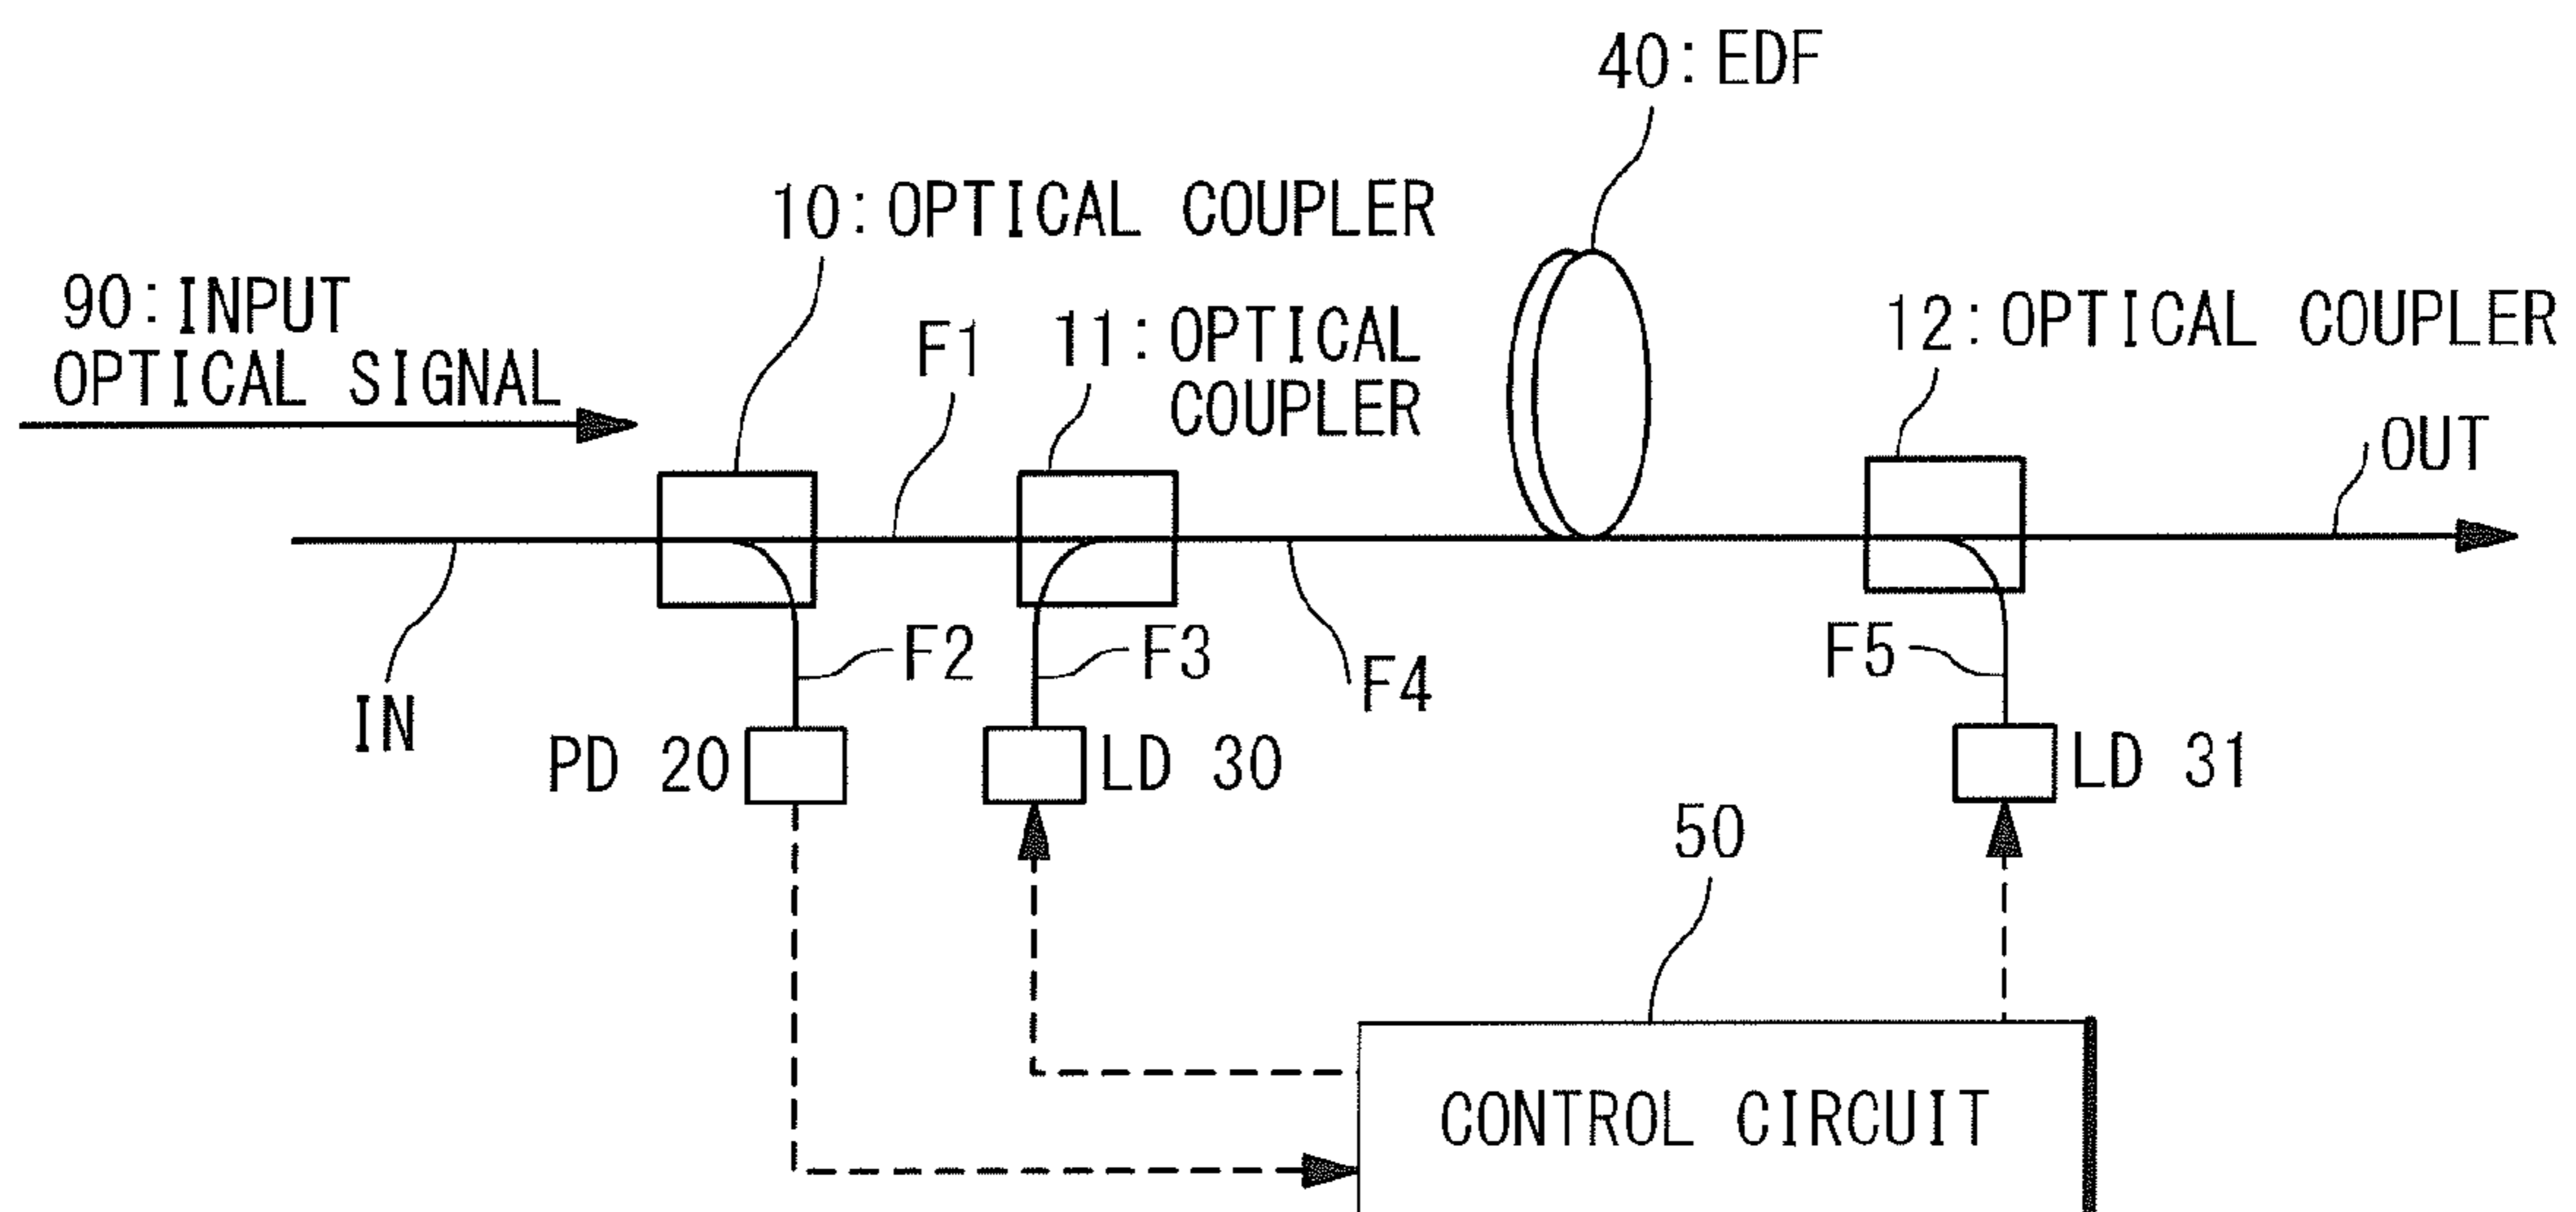 40:EDF
10:OPTICAL COUPLER
90:INPUT
OPTICAL SIGNAL
F1
11:OPTICAL
COUPLER
12:OPTICAL COUPLER
OUT
IN
F2
F3
F4
F5
PD 20
LD 30
LD 31
50
CONTROL CIRCUIT